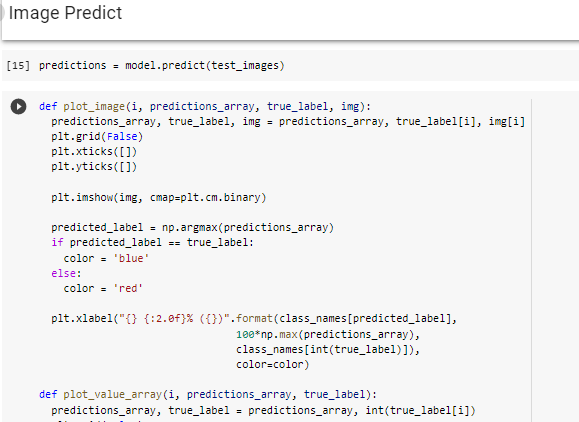 Image Predict
[15] predictions = model.predict(test_images)
def plot_image(i, predictions_array, true_label, img):
predictions_array, true_label, img = predictions_array, true_label[i], img[i]
plt.grid(False)
plt.xticks([])
plt.yticks([])
plt.imshow(img, cmap=plt.cm.binary)
predicted_label = np.argmax(predictions_array)
if predicted_label == true_label:
color = 'blue'
else:
color = 'red'
plt.xlabel("{} {:2.0f}% ({})".format(class_names[predicted_label],
100*np.max(predictions_array),
class_names[int(true_label)]),
color=color)
def plot_value_array(i, predictions_array, true_label):
predictions_array, true_label = predictions_array, int(true_label[i])